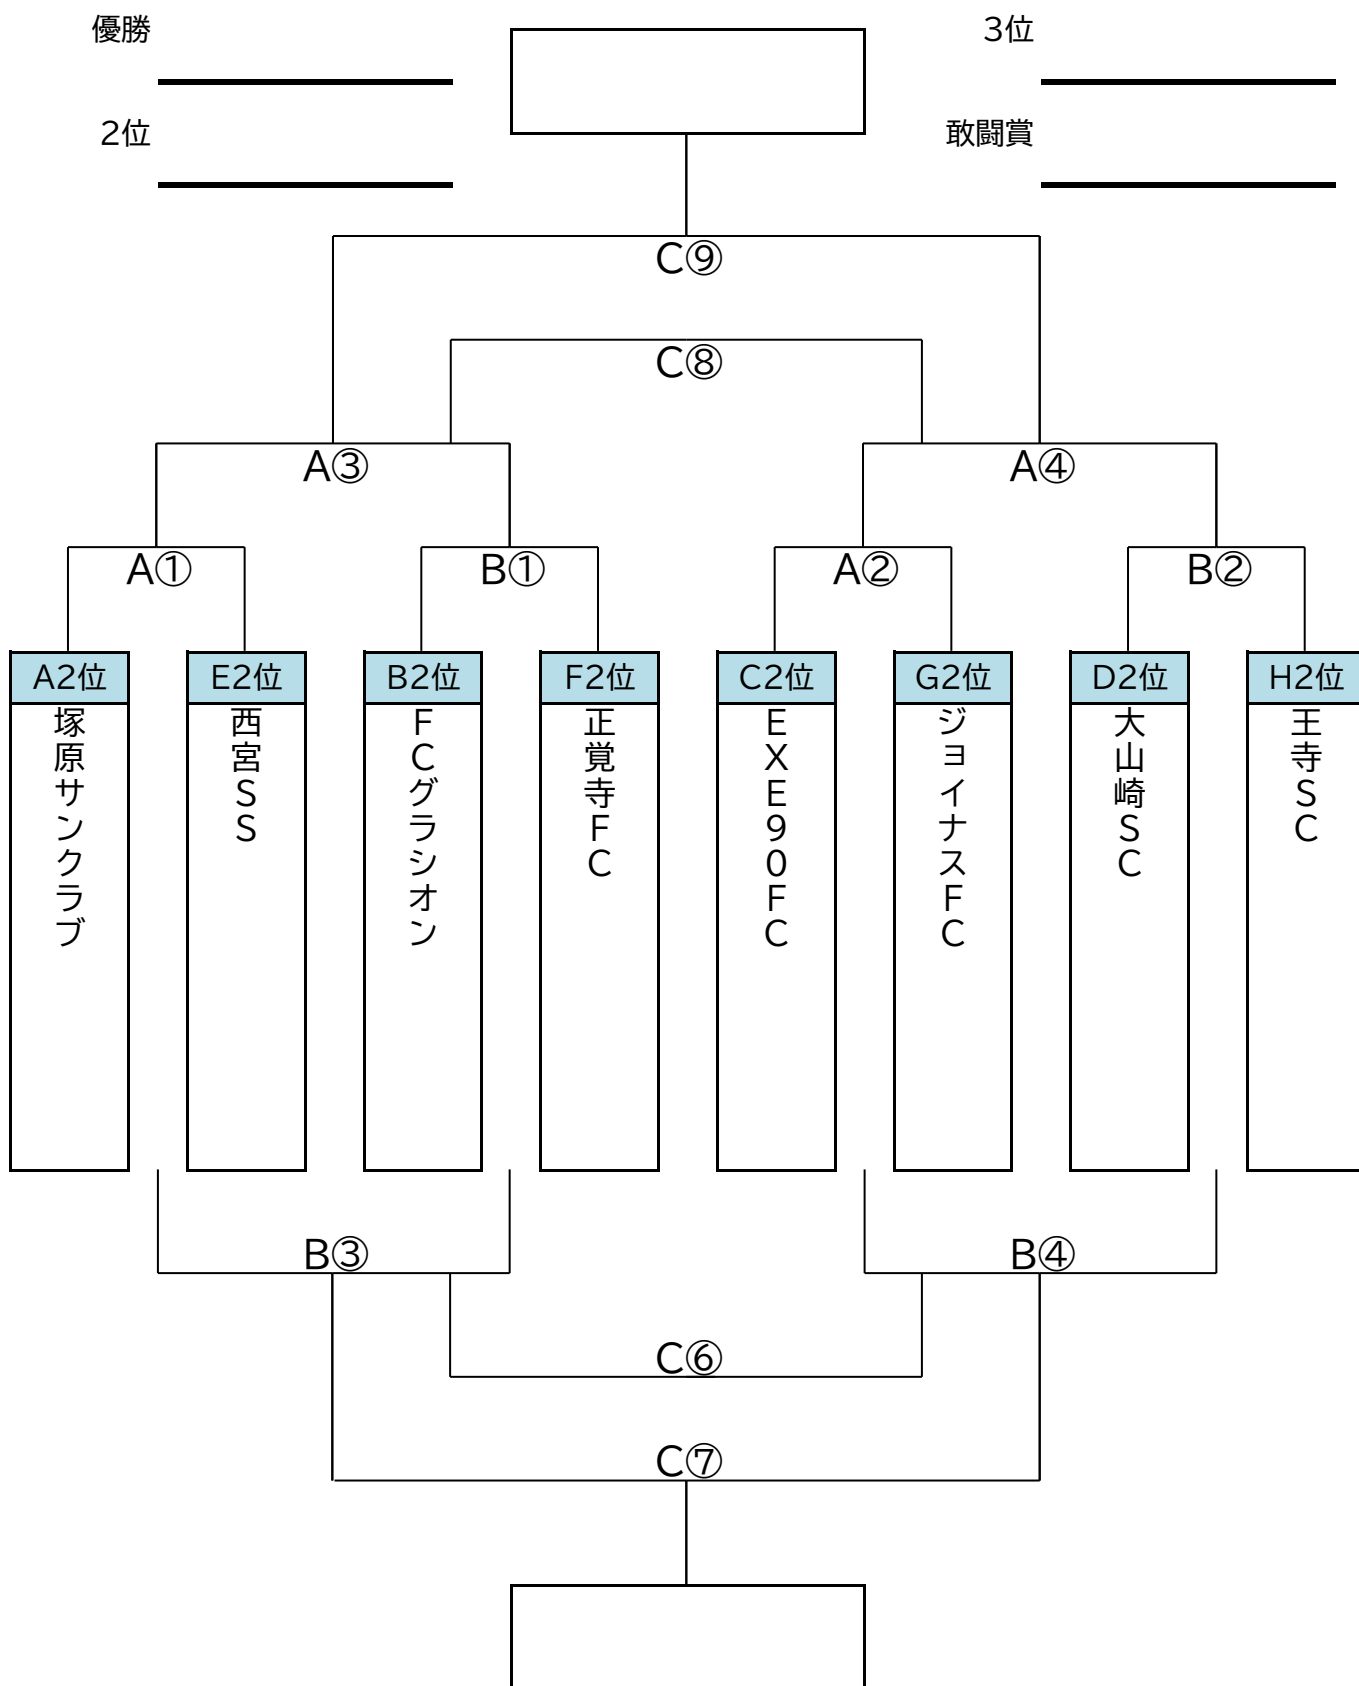 優勝
3位
2位
敢闘賞
C⑨
C⑧
A③
A④
A①
B①
A②
B②
A2位
E2位
B2位
F2位
C2位
G2位
D2位
H2位
塚原サンクラブ
西宮ＳＳ
ＦＣグラシオン
正覚寺ＦＣ
ＥＸＥ９０ＦＣ
ジョイナスＦＣ
大山崎ＳＣ
王寺ＳＣ
B③
B④
C⑥
C⑦